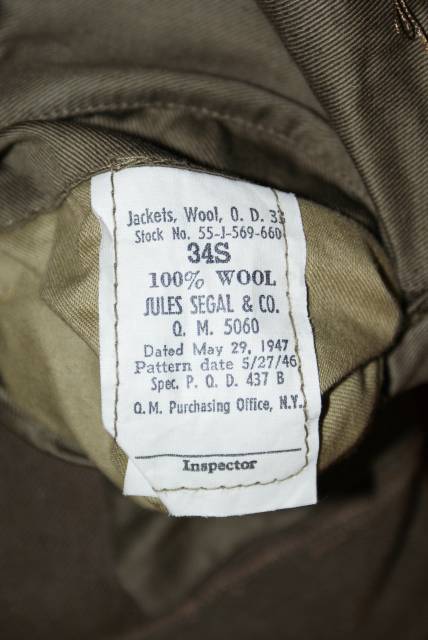 Jackets, Wool, O. D. 33
Stock No. 55-J-569-660
34S
100% WOOL
JULES SEGAL & CO.
Q. M. 5060
Dated May 29, 1947
Pattern date 5/27/46
Spec. P. Q. D. 437 B
Q.M. Purchasing Office, N.Y.
Inspector